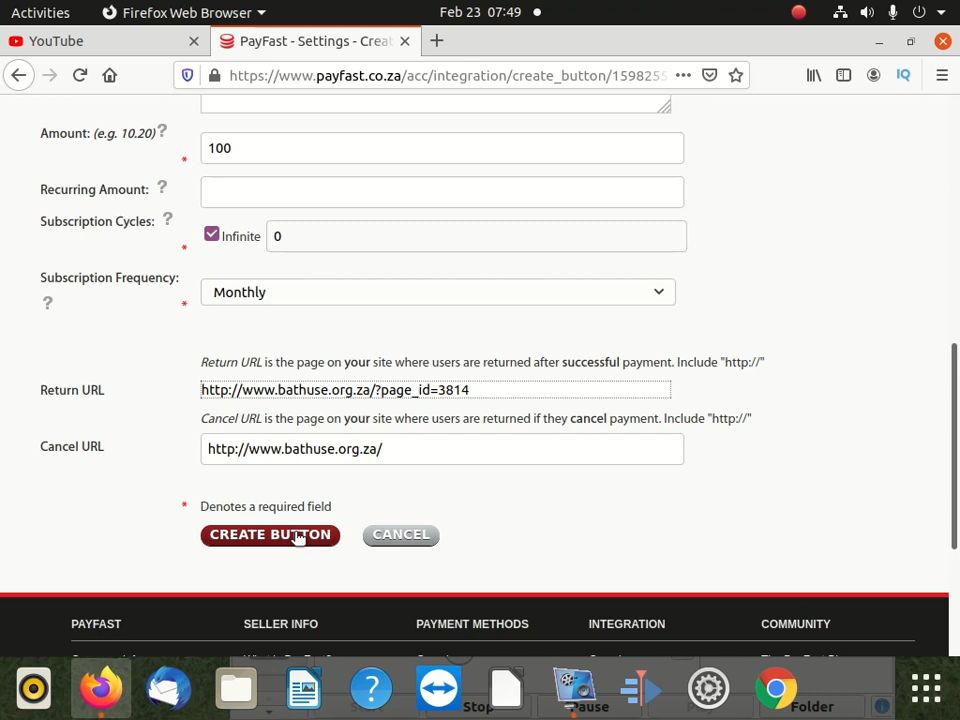 Activities
Firefox Web Browser
Feb 23 07:49
YouTube
PayFast - Settings - Creat
https://www.payfast.co.za/acc/integration/create_button/1598255
IQ
Amount: (e.g. 10.20) ?
*
100
Recurring Amount: ?
Subscription Cycles: ?
*
Infinite
0
Subscription Frequency:
?
*
Monthly
Return URL is the page on your site where users are returned after successful payment. Include "http://"
Return URL
http://www.bathuse.org.za/?page_id=3814
Cancel URL is the page on your site where users are returned if they cancel payment. Include "http://"
Cancel URL
http://www.bathuse.org.za/
* Denotes a required field
CREATE BUTTON
CANCEL
PAYFAST
SELLER INFO
PAYMENT METHODS
INTEGRATION
COMMUNITY
Stop
Pause
Folder